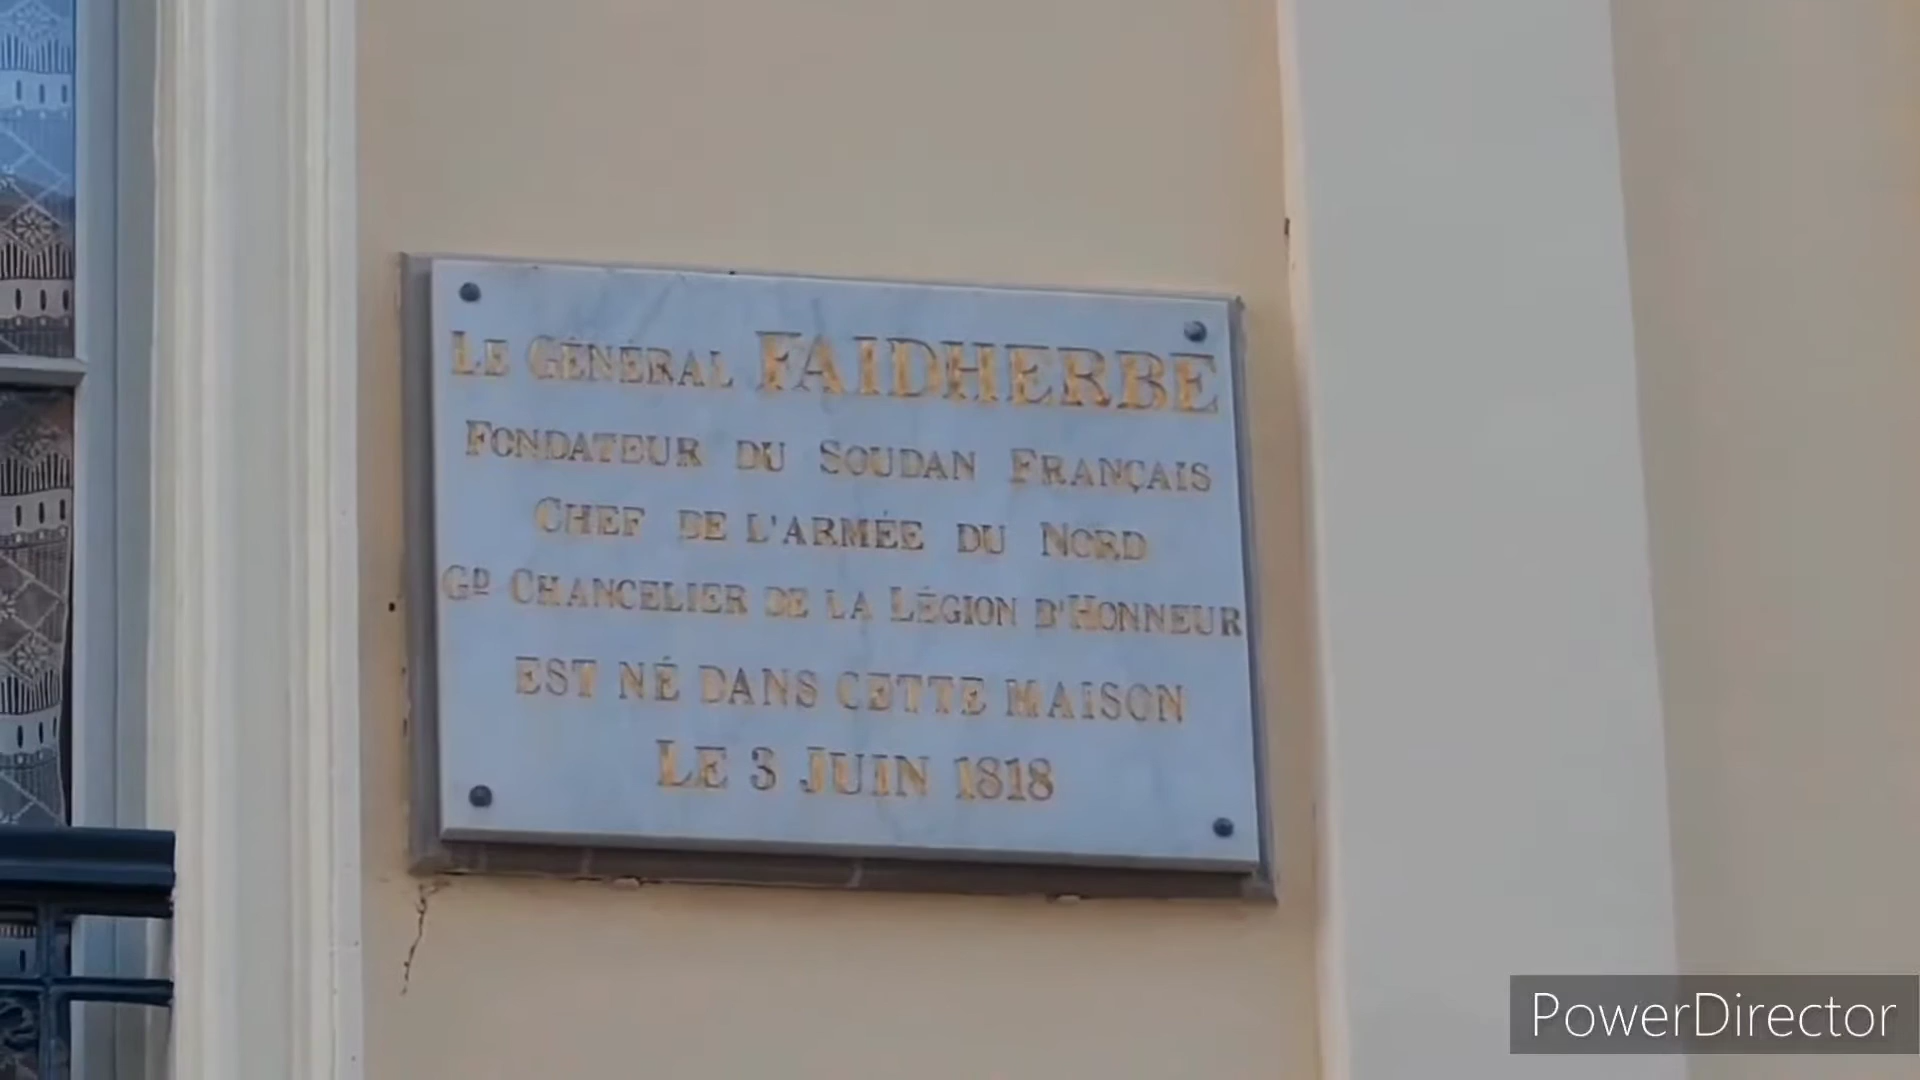 LE GÉNÉRAL FAIDHERBE
FONDATEUR DU SOUDAN FRANÇAIS
CHEF DE L'ARMÉE DU NORD
GD CHANCELIER DE LA LÉGION D'HONNEUR
EST NÉ DANS CETTE MAISON
LE 3 JUIN 1818
PowerDirector